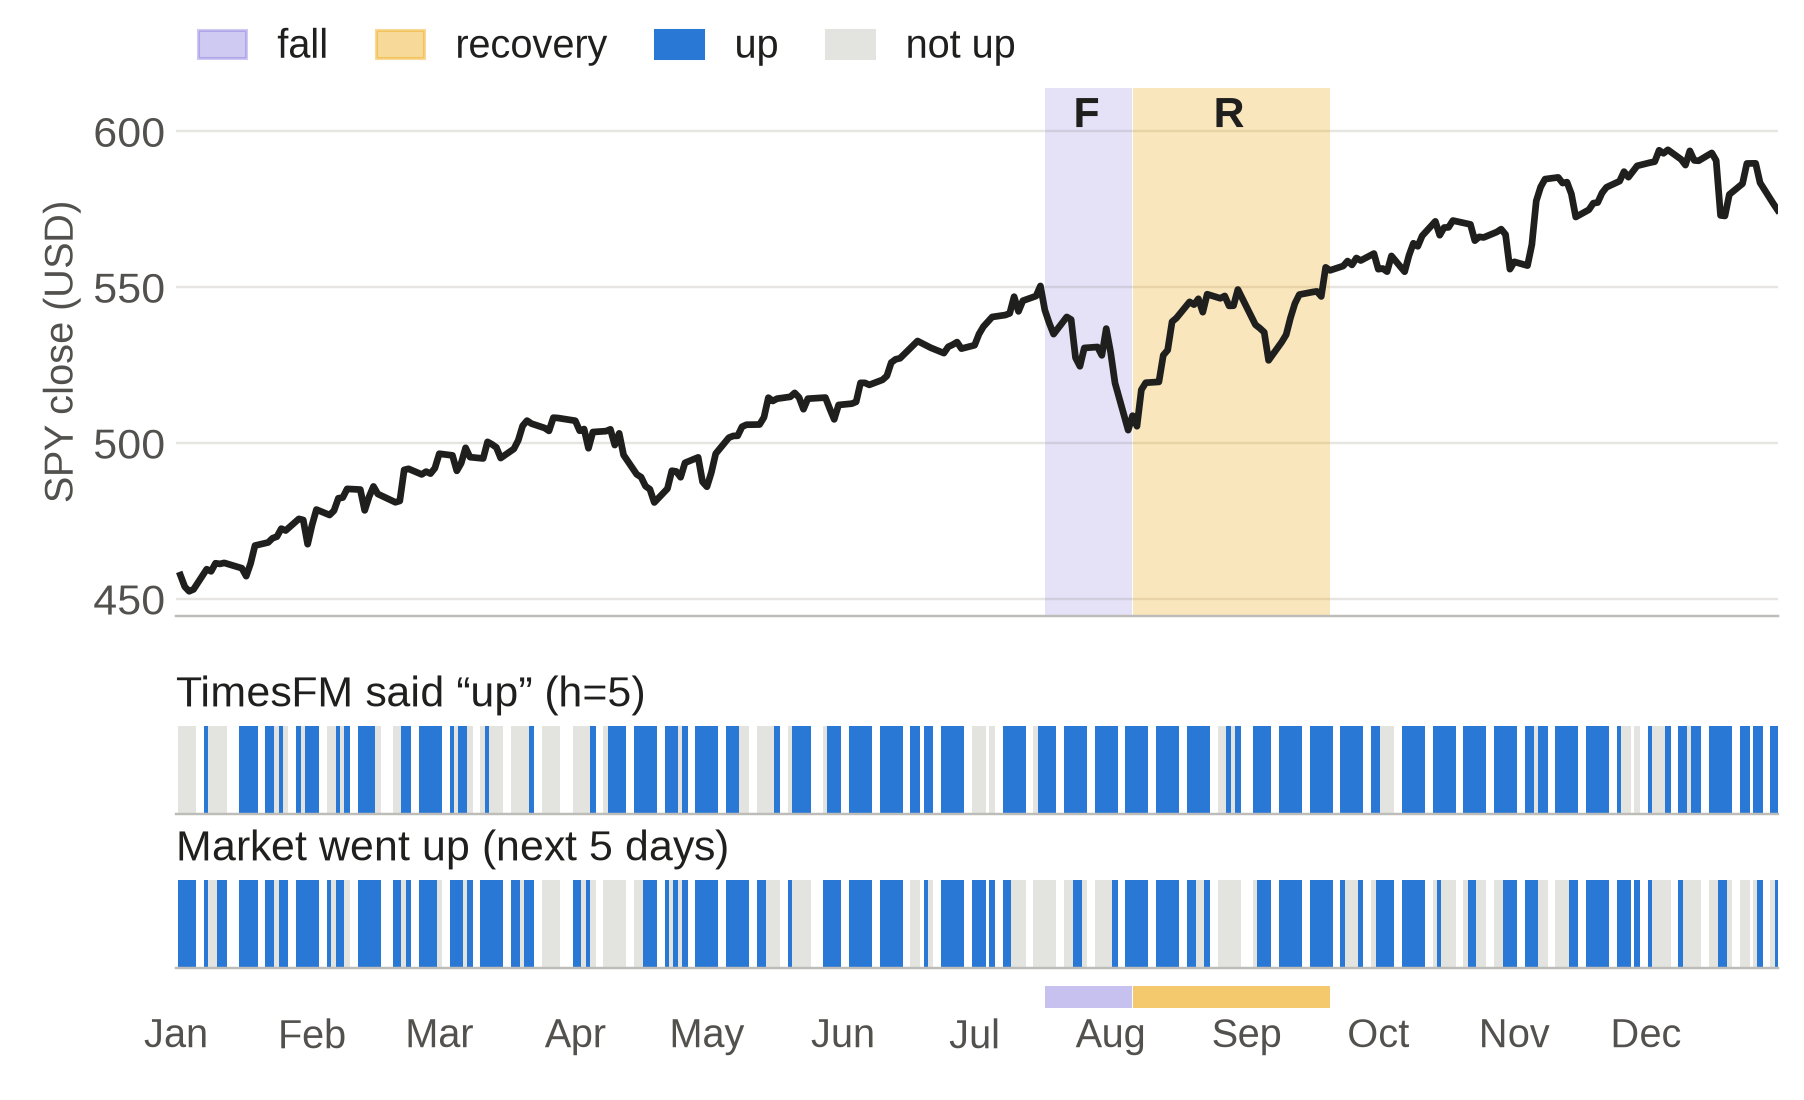 fall recovery up not up
F R
600
550
500
450
SPY close (USD)
TimesFM said “up” (h=5)
Market went up (next 5 days)
Jan Feb Mar Apr May Jun Jul Aug Sep Oct Nov Dec